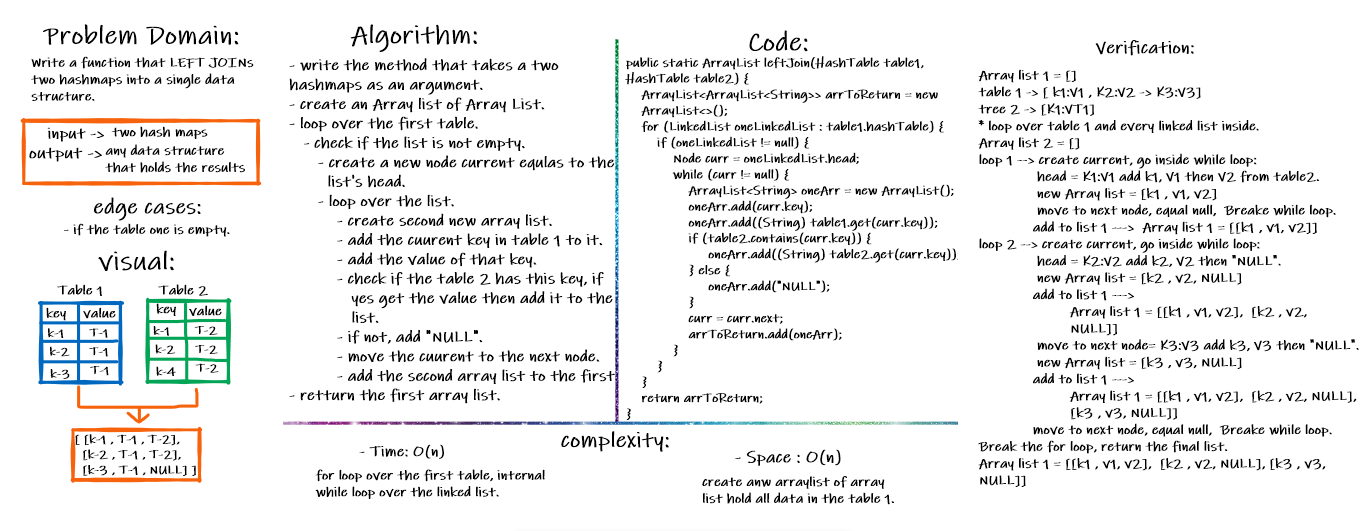 Problem Domain:
Write a function that LEFT JOINs
two hashmaps into a single data
structure.
input -> two hash maps
output -> any data structure
that holds the results
edge cases:
- if the table one is empty.
visual:
Table 1
key value
k-1 T-1
k-2 T-1
k-3 T-1
Table 2
key value
k-1 T-2
k-2 T-2
k-4 T-2
[ [k-1 , T-1 , T-2],
[k-2 , T-1 , T-2],
[k-3 , T-1 , NULL] ]
Algorithm:
- write the method that takes a two
hashmaps as an argument.
- create an Array list of Array List.
- loop over the first table.
- check if the list is not empty.
- create a new node current equlas to the
list's head.
- loop over the list.
- create second new array list.
- add the cuurent key in table 1 to it.
- add the value of that key.
- check if the table 2 has this key, if
yes get the value then add it to the
list.
- if not, add "NULL".
- move the cuurent to the next node.
- add the second array list to the first
- retturn the first array list.
Code:
public static ArrayList leftJoin(HashTable table1,
HashTable table2) {
ArrayList<ArrayList<String>> arrToReturn = new
ArrayList<>();
for (LinkedList oneLinkedList : table1.hashTable) {
if (oneLinkedList != null) {
Node curr = oneLinkedList.head;
while (curr != null) {
ArrayList<String> oneArr = new ArrayList();
oneArr.add(curr.key);
oneArr.add((String) table1.get(curr.key));
if (table2.contains(curr.key)) {
oneArr.add((String) table2.get(curr.key))
} else {
oneArr.add("NULL");
}
curr = curr.next;
arrToReturn.add(oneArr);
}
}
}
return arrToReturn;
}
complexity:
- Time: O(n)
for loop over the first table, internal
while loop over the linked list.
- Space : O(n)
create anw arraylist of array
list hold all data in the table 1.
Verification:
Array list 1 = []
table 1 -> [ k1:V1 , K2:V2 -> K3:V3]
tree 2 -> [K1:VT1]
* loop over table 1 and every linked list inside.
Array list 2 = []
loop 1 --> create current, go inside while loop:
head = K1:V1 add k1, V1 then V2 from table2.
new Array list = [k1 , v1, v2]
move to next node, equal null, Breake while loop.
add to list 1 ---> Array list 1 = [[k1 , v1, v2]]
loop 2 --> create current, go inside while loop:
head = K2:V2 add k2, V2 then "NULL".
new Array list = [k2 , v2, NULL]
add to list 1 --->
Array list 1 = [[k1 , v1, v2], [k2 , v2,
NULL]]
move to next node= K3:V3 add k3, V3 then "NULL".
new Array list = [k3 , v3, NULL]
add to list 1 --->
Array list 1 = [[k1 , v1, v2], [k2 , v2, NULL],
[k3 , v3, NULL]]
move to next node, equal null, Breake while loop.
Break the for loop, return the final list.
Array list 1 = [[k1 , v1, v2], [k2 , v2, NULL], [k3 , v3,
NULL]]